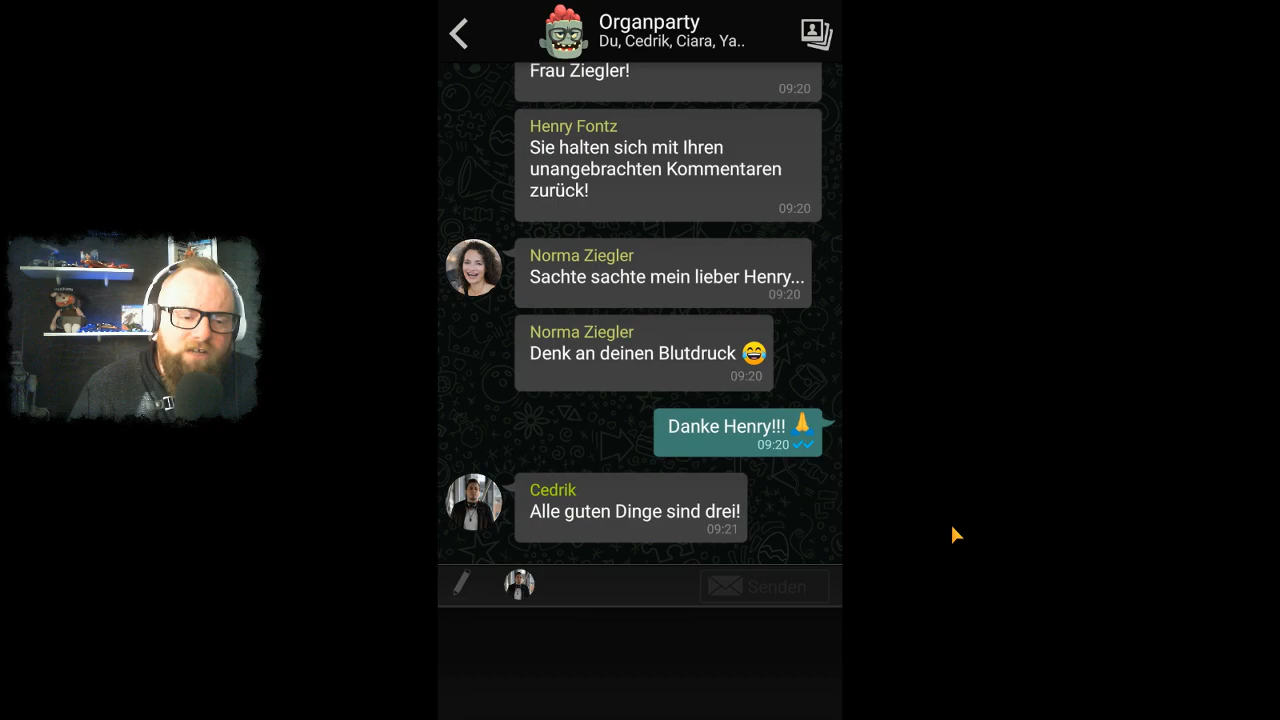 Organparty
Du, Cedrik, Ciara, Ya..
Frau Ziegler!
09:20
Henry Fontz
Sie halten sich mit Ihren
unangebrachten Kommentaren
zurück!
09:20
Norma Ziegler
Sachte sachte mein lieber Henry...
09:20
Norma Ziegler
Denk an deinen Blutdruck 😂
09:20
Danke Henry!!! 🙏
09:20
Cedrik
Alle guten Dinge sind drei!
09:21
Senden